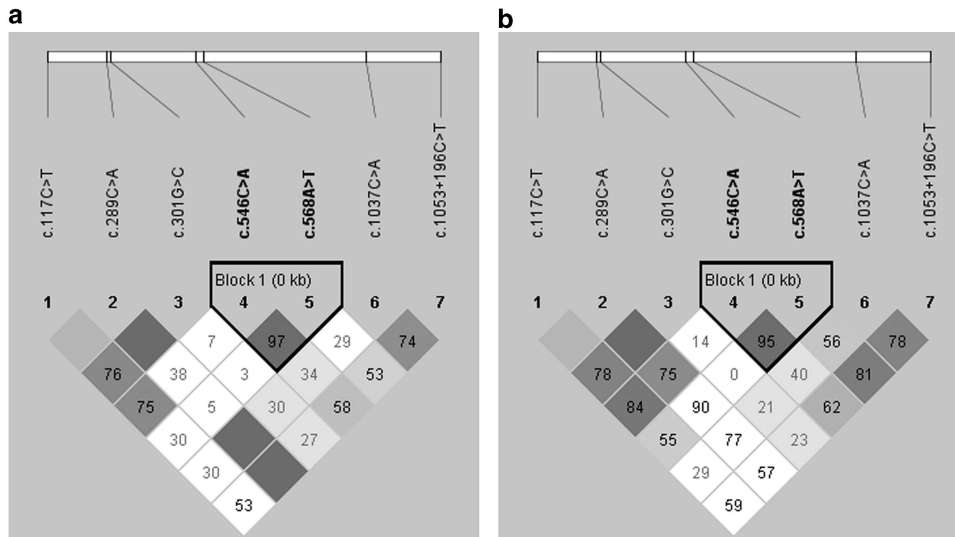 a
c.117C>T c.289C>A c.301G>C c.546C>A c.568A>T c.1037C>A c.1053+196C>T
Block 1 (0 kb)
1 2 3 4 5 6 7
7 97 29 74
76 38 3 34 53
75 5 30 58
30 27
30
53
b
c.117C>T c.289C>A c.301G>C c.546C>A c.568A>T c.1037C>A c.1053+196C>T
Block 1 (0 kb)
1 2 3 4 5 6 7
14 95 56 78
78 75 0 40 81
84 90 21 62
55 77 23
29 57
59